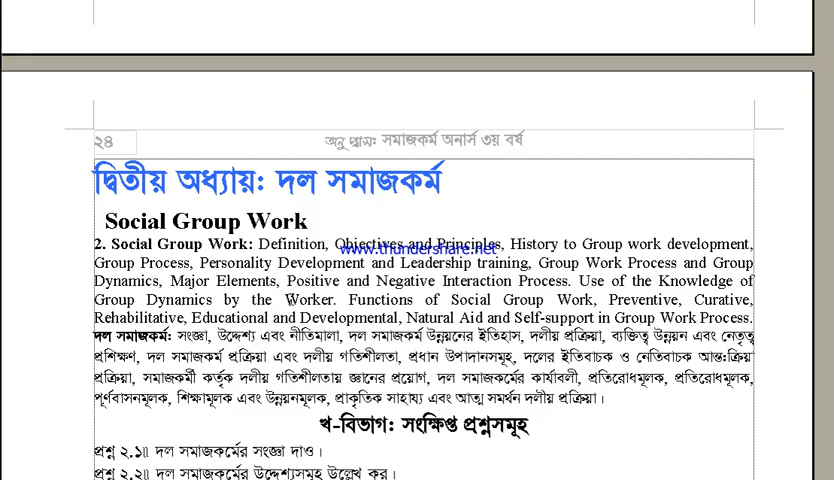 ২৪
অনুধ্যান: সমাজকর্ম অনার্স ৩য় বর্ষ
দ্বিতীয় অধ্যায়: দল সমাজকর্ম
Social Group Work
2. Social Group Work: Definition, Objectives and Principles, History to Group work development,
www.thundershare.net
Group Process, Personality Development and Leadership training, Group Work Process and Group
Dynamics, Major Elements, Positive and Negative Interaction Process. Use of the Knowledge of
Group Dynamics by the Worker. Functions of Social Group Work, Preventive, Curative,
Rehabilitative, Educational and Developmental, Natural Aid and Self-support in Group Work Process.
দল সমাজকর্ম: সংজ্ঞা, উদ্দেশ্য এবং নীতিমালা, দল সমাজকর্ম উন্নয়নের ইতিহাস, দলীয় প্রক্রিয়া, ব্যক্তিত্ব উন্নয়ন এবং নেতৃত্ব
প্রশিক্ষণ, দল সমাজকর্ম প্রক্রিয়া এবং দলীয় গতিশীলতা, প্রধান উপাদানসমূহ, দলের ইতিবাচক ও নেতিবাচক আন্ত:ক্রিয়া
প্রক্রিয়া, সমাজকর্মী কর্তৃক দলীয় গতিশীলতায় জ্ঞানের প্রয়োগ, দল সমাজকর্মের কার্যাবলী, প্রতিরোধমূলক, প্রতিরোধমূলক,
পূর্ণবাসনমূলক, শিক্ষামূলক এবং উন্নয়নমূলক, প্রাকৃতিক সাহায্য এবং আত্ম সমর্থন দলীয় প্রক্রিয়া।
খ-বিভাগ: সংক্ষিপ্ত প্রশ্নসমূহ
প্রশ্ন ২.১॥ দল সমাজকর্মের সংজ্ঞা দাও।
প্রশ্ন ২.২॥ দল সমাজকর্মের উদ্দেশ্যসমূহ উল্লেখ কর।